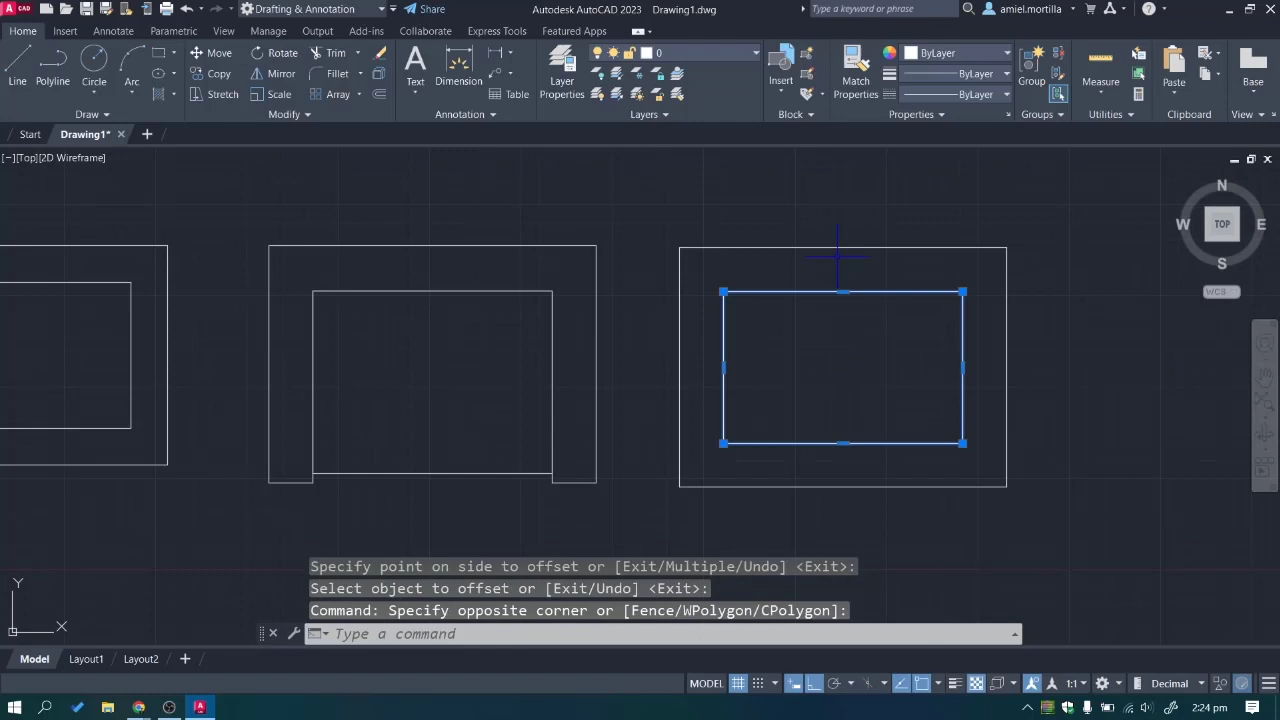 CAD
Drafting & Annotation
Share
Autodesk AutoCAD 2023 Drawing1.dwg
Type a keyword or phrase
amiel.mortilla
Home Insert Annotate Parametric View Manage Output Add-ins Collaborate Express Tools Featured Apps
Line
Polyline
Circle
Arc
Draw
Move
Rotate
Trim
Copy
Mirror
Fillet
Stretch
Scale
Array
Modify
Text
Dimension
Table
Annotation
Layer
Properties
0
Layers
Insert
Block
Match
Properties
ByLayer
ByLayer
ByLayer
Properties
Group
Groups
Measure
Utilities
Paste
Clipboard
Base
View
Start
Drawing1*
[−][Top][2D Wireframe]
N
W TOP E
S
WCS
Specify point on side to offset or [Exit/Multiple/Undo] <Exit>:
Select object to offset or [Exit/Undo] <Exit>:
Command: Specify opposite corner or [Fence/WPolygon/CPolygon]:
Type a command
Y
X
Model Layout1 Layout2
MODEL
1:1
Decimal
2:24 pm